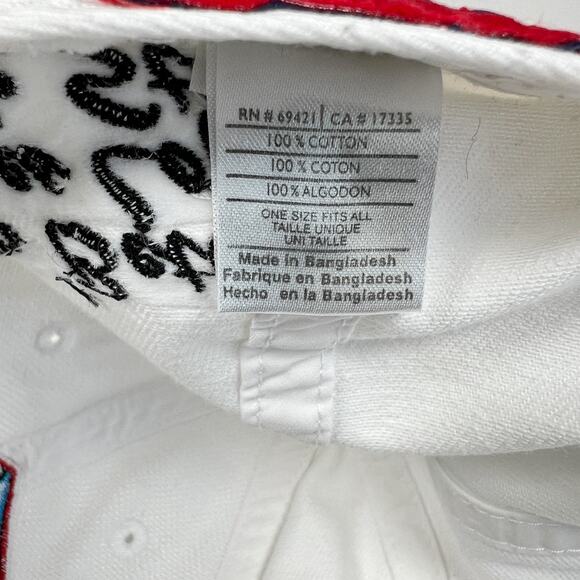 RN # 69421 | CA # 17335
100 % COTTON
100 % COTON
100 % ALGODON
ONE SIZE FITS ALL
TAILLE UNIQUE
UNI TAILLE
Made in Bangladesh
Fabrique en Bangladesh
Hecho en la Bangladesh